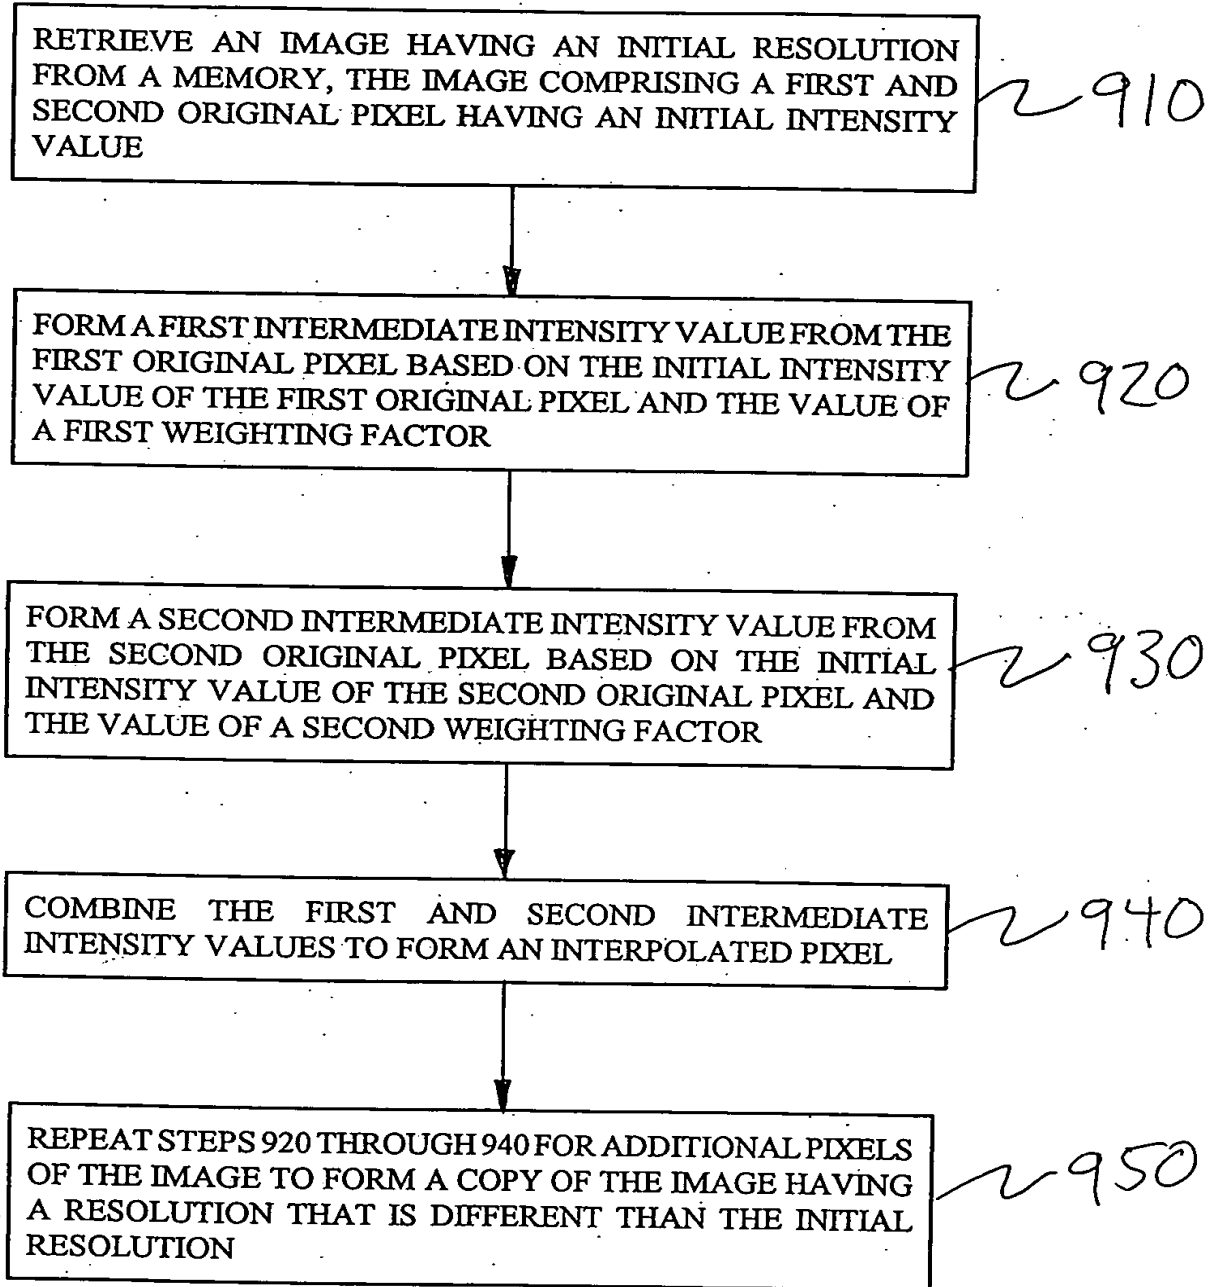 RETRIEVE AN IMAGE HAVING AN INITIAL RESOLUTION
FROM A MEMORY, THE IMAGE COMPRISING A FIRST AND
SECOND ORIGINAL PIXEL HAVING AN INITIAL INTENSITY
VALUE
910
FORM A FIRST INTERMEDIATE INTENSITY VALUE FROM THE
FIRST ORIGINAL PIXEL BASED ON THE INITIAL INTENSITY
VALUE OF THE FIRST ORIGINAL PIXEL AND THE VALUE OF
A FIRST WEIGHTING FACTOR
920
FORM A SECOND INTERMEDIATE INTENSITY VALUE FROM
THE SECOND ORIGINAL PIXEL BASED ON THE INITIAL
INTENSITY VALUE OF THE SECOND ORIGINAL PIXEL AND
THE VALUE OF A SECOND WEIGHTING FACTOR
930
COMBINE THE FIRST AND SECOND INTERMEDIATE
INTENSITY VALUES TO FORM AN INTERPOLATED PIXEL
940
REPEAT STEPS 920 THROUGH 940 FOR ADDITIONAL PIXELS
OF THE IMAGE TO FORM A COPY OF THE IMAGE HAVING
A RESOLUTION THAT IS DIFFERENT THAN THE INITIAL
RESOLUTION
950